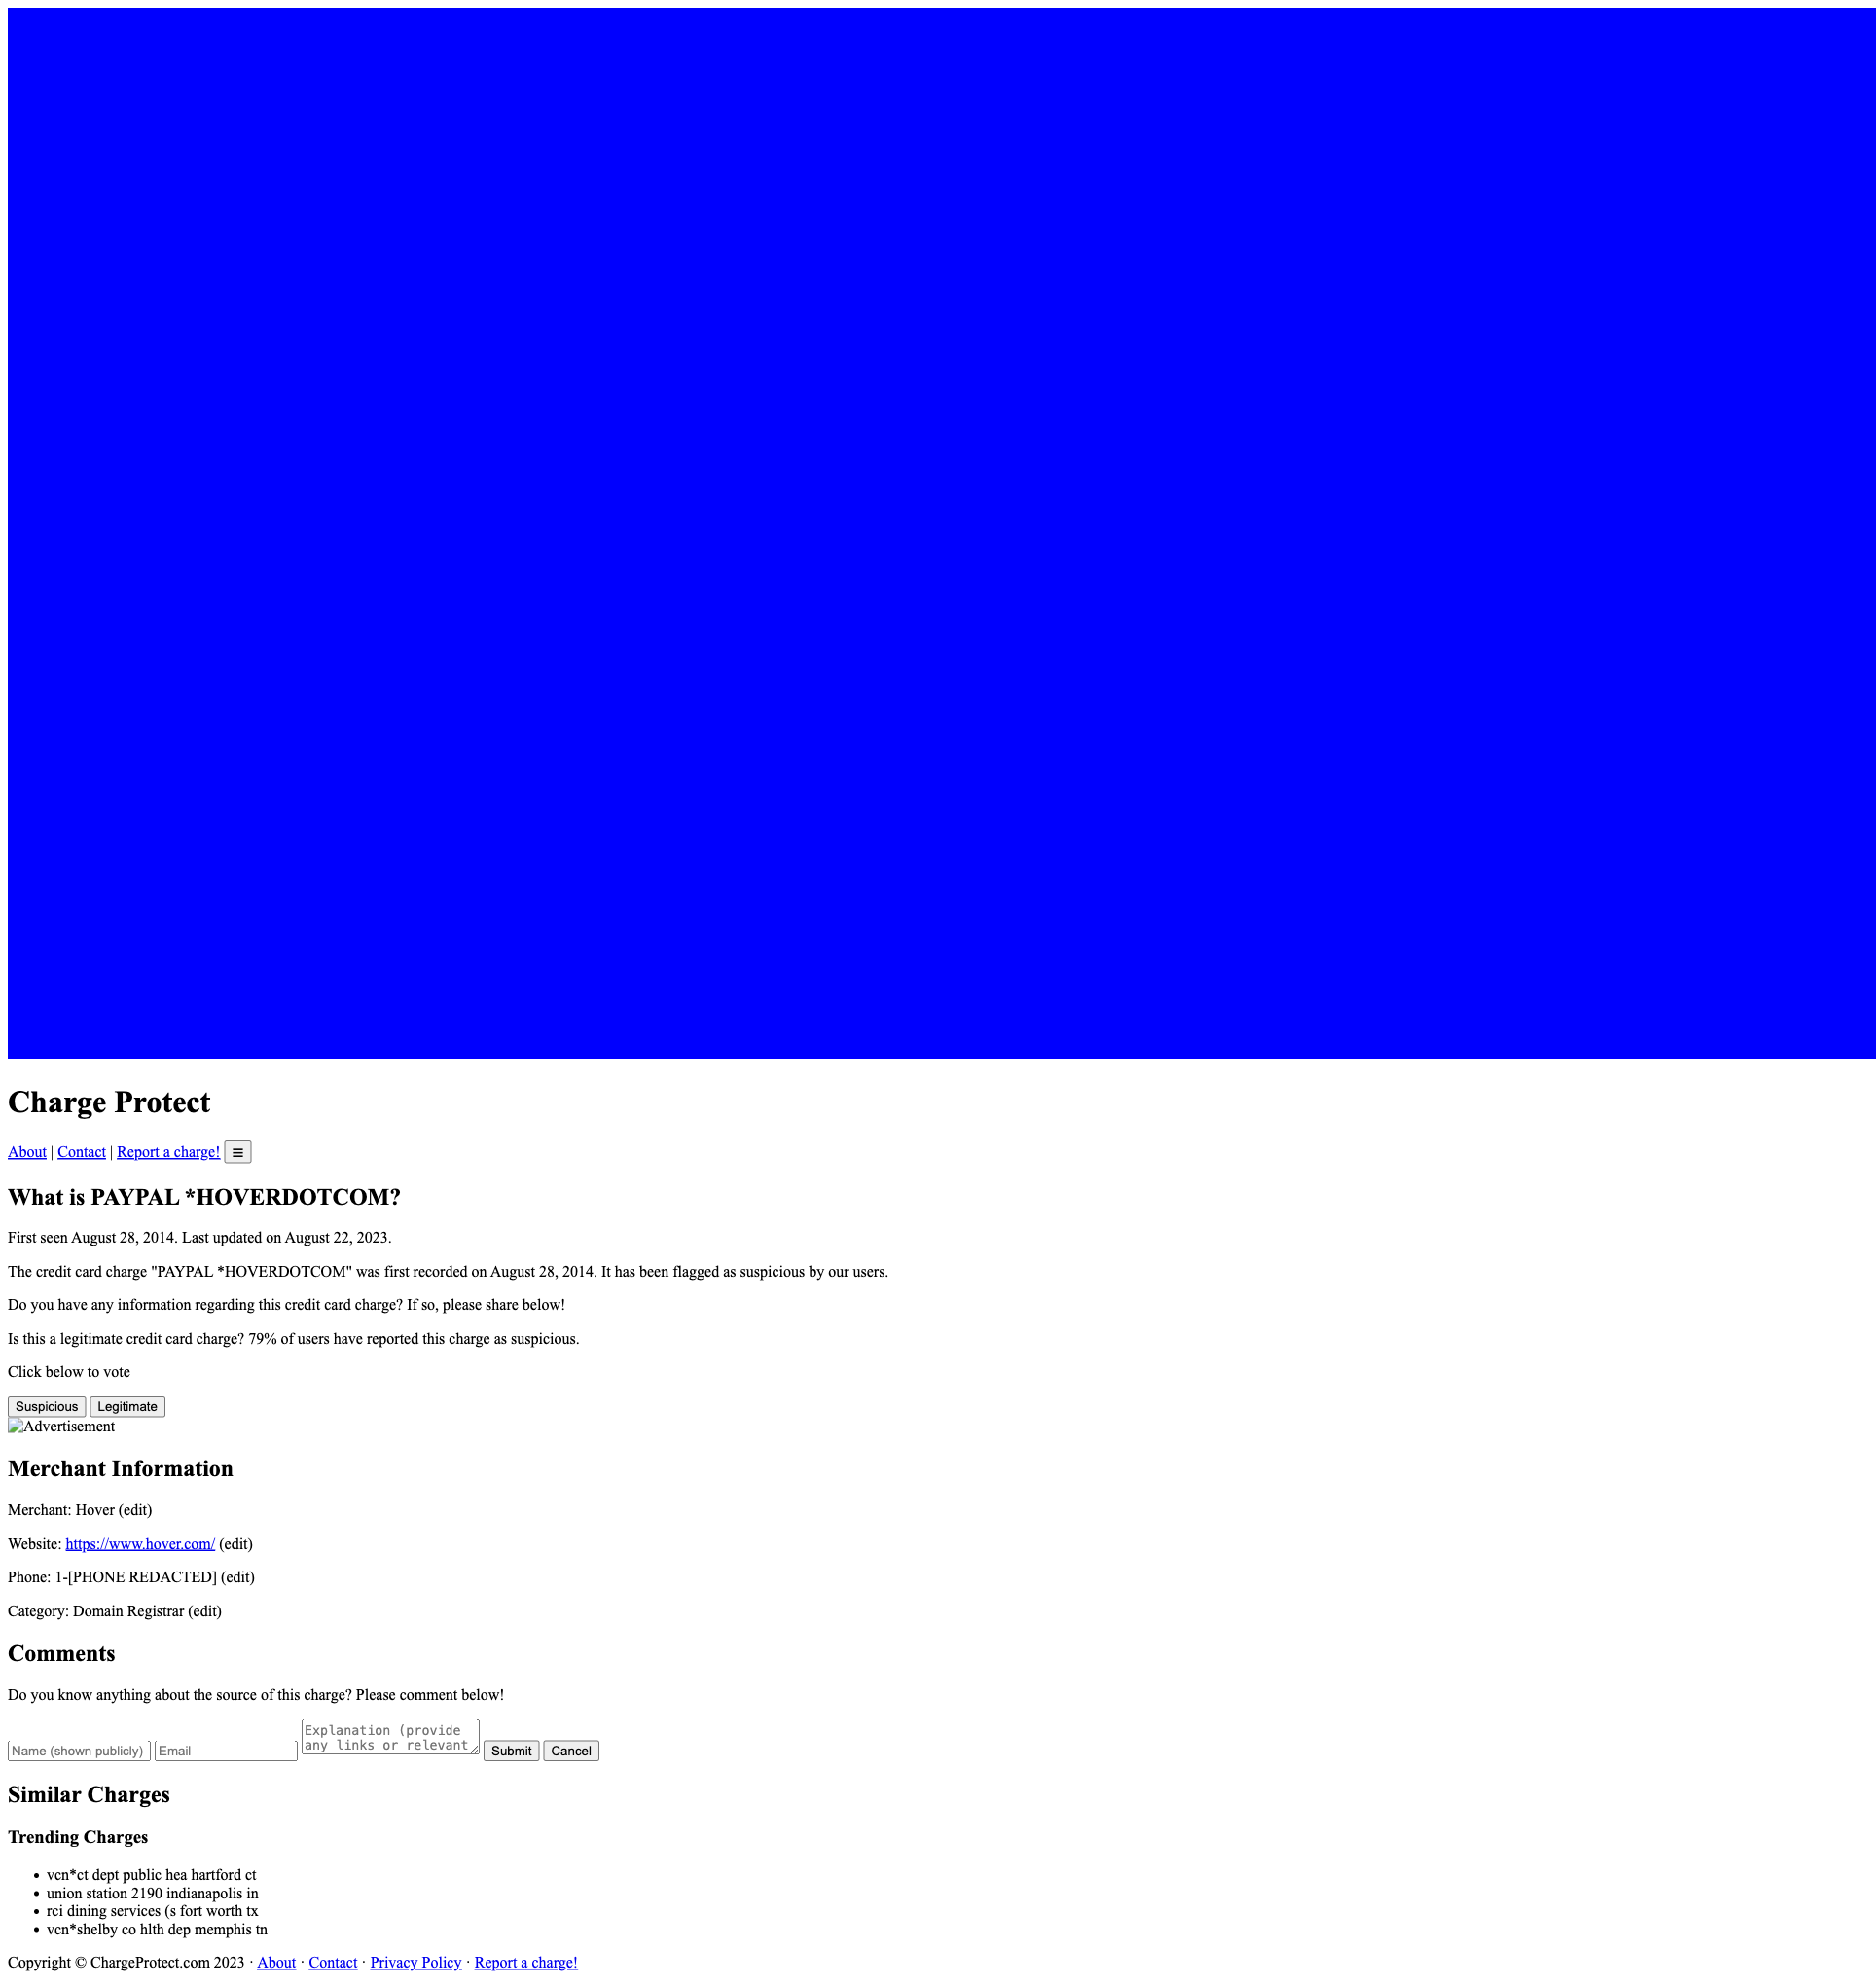 Charge Protect
About | Contact | Report a charge! ☰
What is PAYPAL *HOVERDOTCOM?
First seen August 28, 2014. Last updated on August 22, 2023.
The credit card charge "PAYPAL *HOVERDOTCOM" was first recorded on August 28, 2014. It has been flagged as suspicious by our users.
Do you have any information regarding this credit card charge? If so, please share below!
Is this a legitimate credit card charge? 79% of users have reported this charge as suspicious.
Click below to vote
Suspicious Legitimate
Advertisement
Merchant Information
Merchant: Hover (edit)
Website: https://www.hover.com/ (edit)
Phone: 1-[PHONE REDACTED] (edit)
Category: Domain Registrar (edit)
Comments
Do you know anything about the source of this charge? Please comment below!
Explanation (provide
Name (shown publicly) Email any links or relevant Submit Cancel
Similar Charges
Trending Charges
• vcn*ct dept public hea hartford ct
• union station 2190 indianapolis in
• rci dining services (s fort worth tx
• vcn*shelby co hlth dep memphis tn
Copyright © ChargeProtect.com 2023 · About · Contact · Privacy Policy · Report a charge!